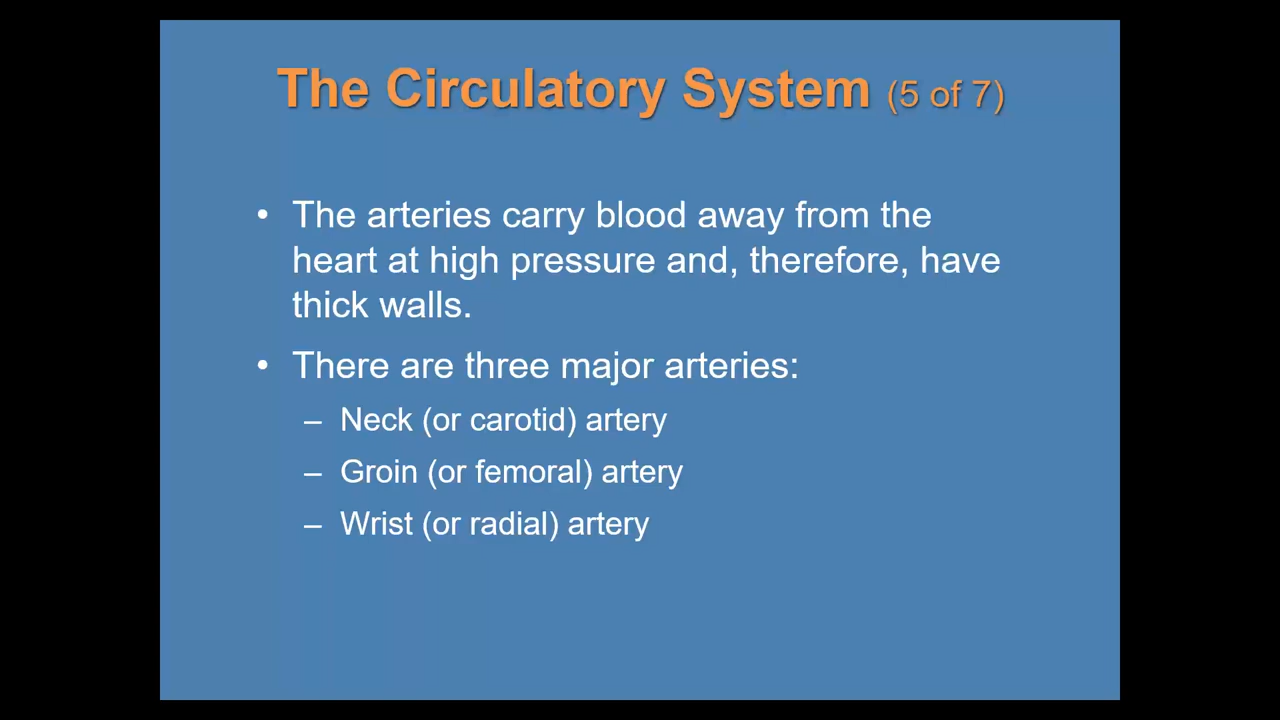 The Circulatory System (5 of 7)
• The arteries carry blood away from the
heart at high pressure and, therefore, have
thick walls.
• There are three major arteries:
– Neck (or carotid) artery
– Groin (or femoral) artery
– Wrist (or radial) artery